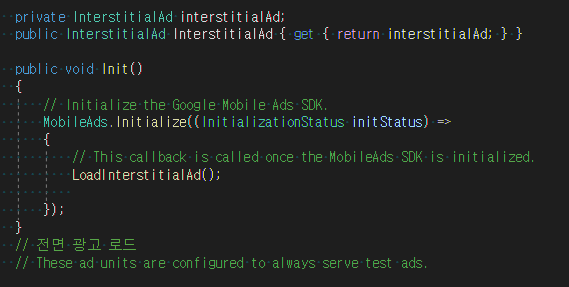 private InterstitialAd interstitialAd;
public InterstitialAd InterstitialAd { get { return interstitialAd; } }
public void Init()
{
// Initialize the Google Mobile Ads SDK.
MobileAds.Initialize((InitializationStatus initStatus) =>
{
// This callback is called once the MobileAds SDK is initialized.
LoadInterstitialAd();
});
}
// 전면 광고 로드
// These ad units are configured to always serve test ads.